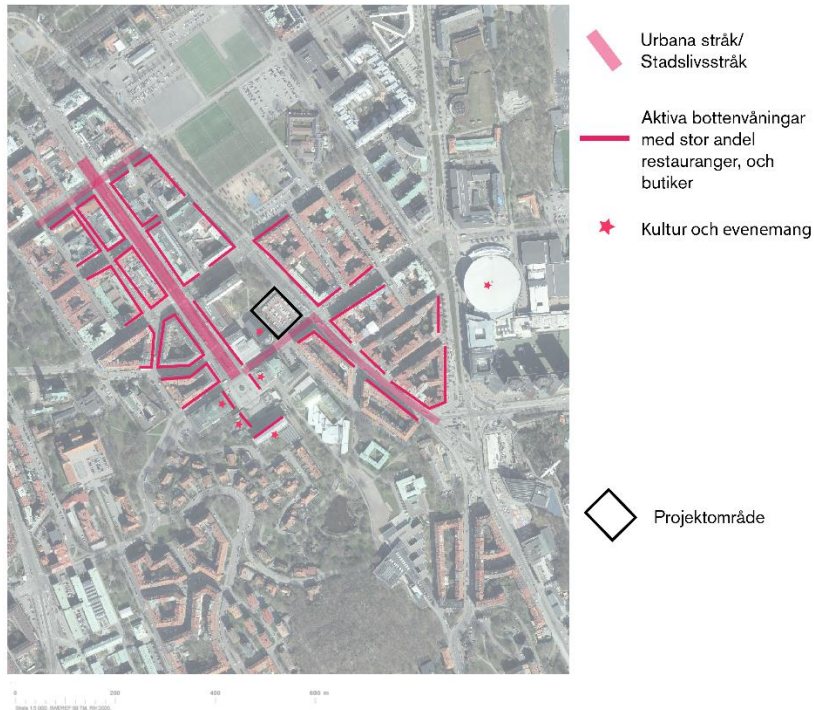 Urbana stråk/
Stadslivsstråk
Aktiva bottenvåningar
med stor andel
restauranger, och
butiker
Kultur och evenemang
Projektområde
0 200 400 600 m